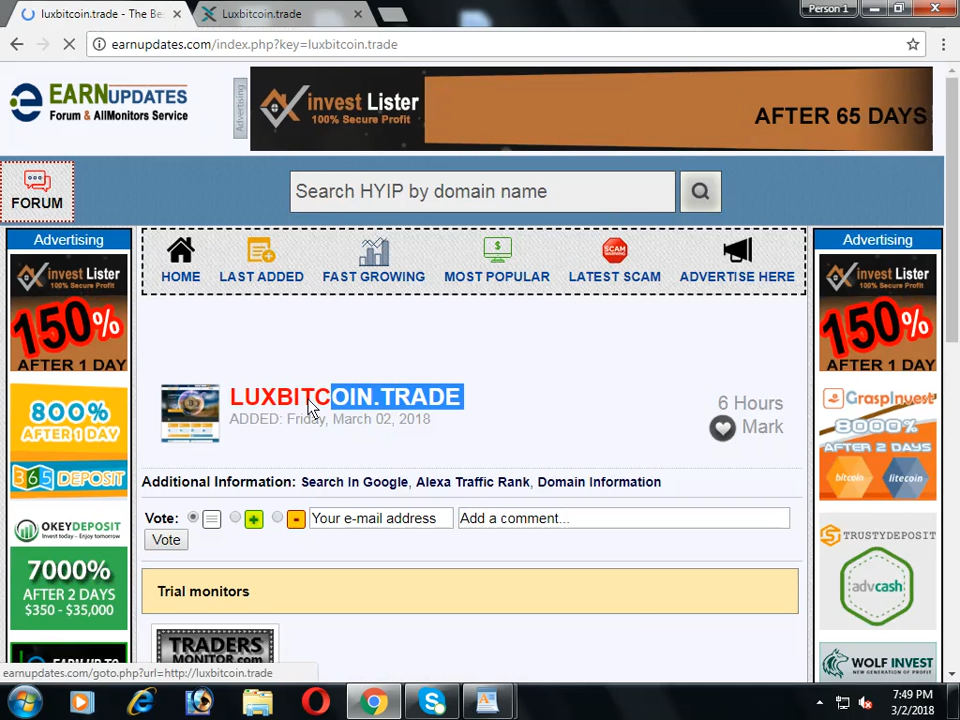 luxbitcoin.trade - The Be
Luxbitcoin.trade
Person 1
earnupdates.com/index.php?key=luxbitcoin.trade
EARNUPDATES
Forum & AllMonitors Service
Advertising
invest Lister
100% Secure Profit
AFTER 65 DAYS
FORUM
Search HYIP by domain name
Advertising
invest Lister
100% Secure Profit
150%
AFTER 1 DAY
800%
AFTER 1 DAY
365 DEPOSIT
OKEYDEPOSIT
Invest today - Enjoy tomorrow
7000%
AFTER 2 DAYS
$350 - $35,000
EARN UP TO
HOME
LAST ADDED
FAST GROWING
MOST POPULAR
LATEST SCAM
ADVERTISE HERE
LUXBITCOIN.TRADE
ADDED: Friday, March 02, 2018
6 Hours
Mark
Additional Information: Search In Google, Alexa Traffic Rank, Domain Information
Vote: + - Your e-mail address Add a comment...
Vote
Trial monitors
TRADERS
MONITOR.com
Advertising
invest Lister
100% Secure Profit
150%
AFTER 1 DAY
GraspInvest
8000%
AFTER 2 DAYS
bitcoin
litecoin
TRUSTYDEPOSIT
advcash
WOLF INVEST
NEW GENERATION OF PROFIT
earnupdates.com/goto.php?url=http://luxbitcoin.trade
7:49 PM
3/2/2018